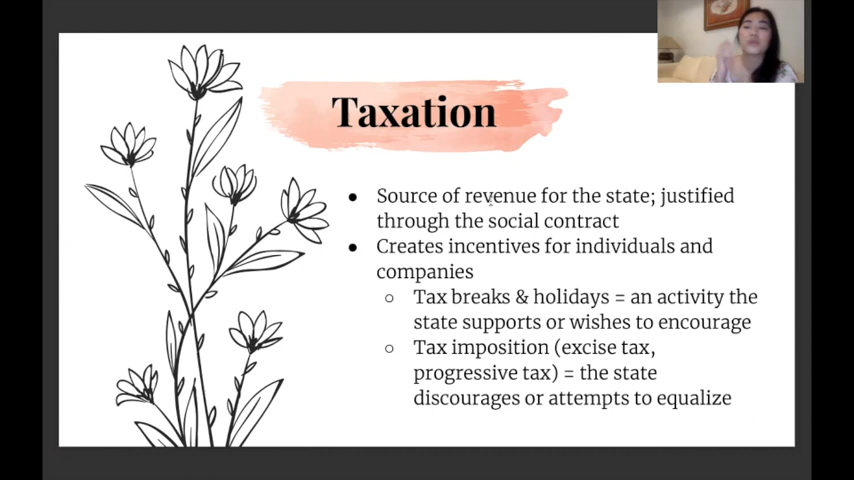 Taxation
● Source of revenue for the state; justified
through the social contract
● Creates incentives for individuals and
companies
○ Tax breaks & holidays = an activity the
state supports or wishes to encourage
○ Tax imposition (excise tax,
progressive tax) = the state
discourages or attempts to equalize